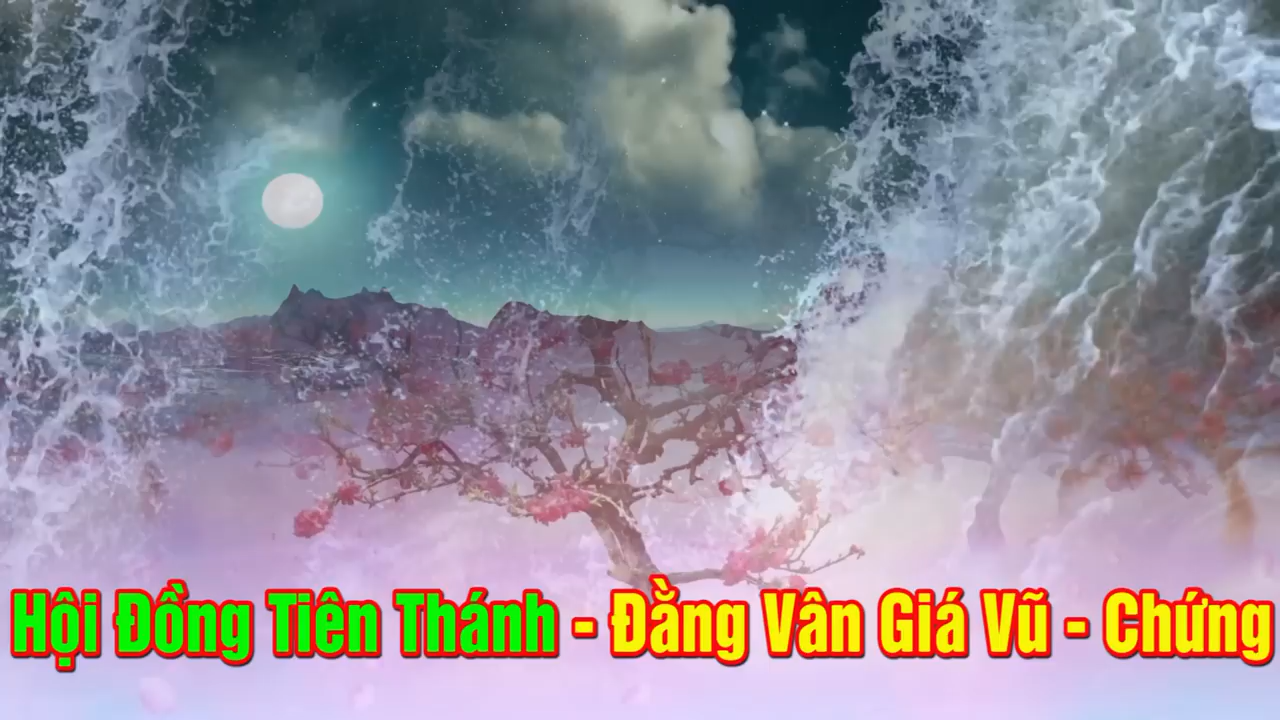 Hội Đồng Tiên Thánh - Đằng Vân Giá Vũ - Chứng